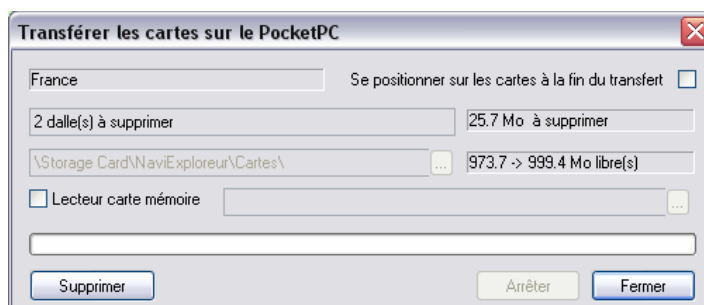 Transférer les cartes sur le PocketPC
France
Se positionner sur les cartes à la fin du transfert
2 dalle(s) à supprimer
25.7 Mo à supprimer
\Storage Card\NaviExploreur\Cartes\
...
973.7 -> 999.4 Mo libre(s)
Lecteur carte mémoire
...
Supprimer
Arrêter
Fermer